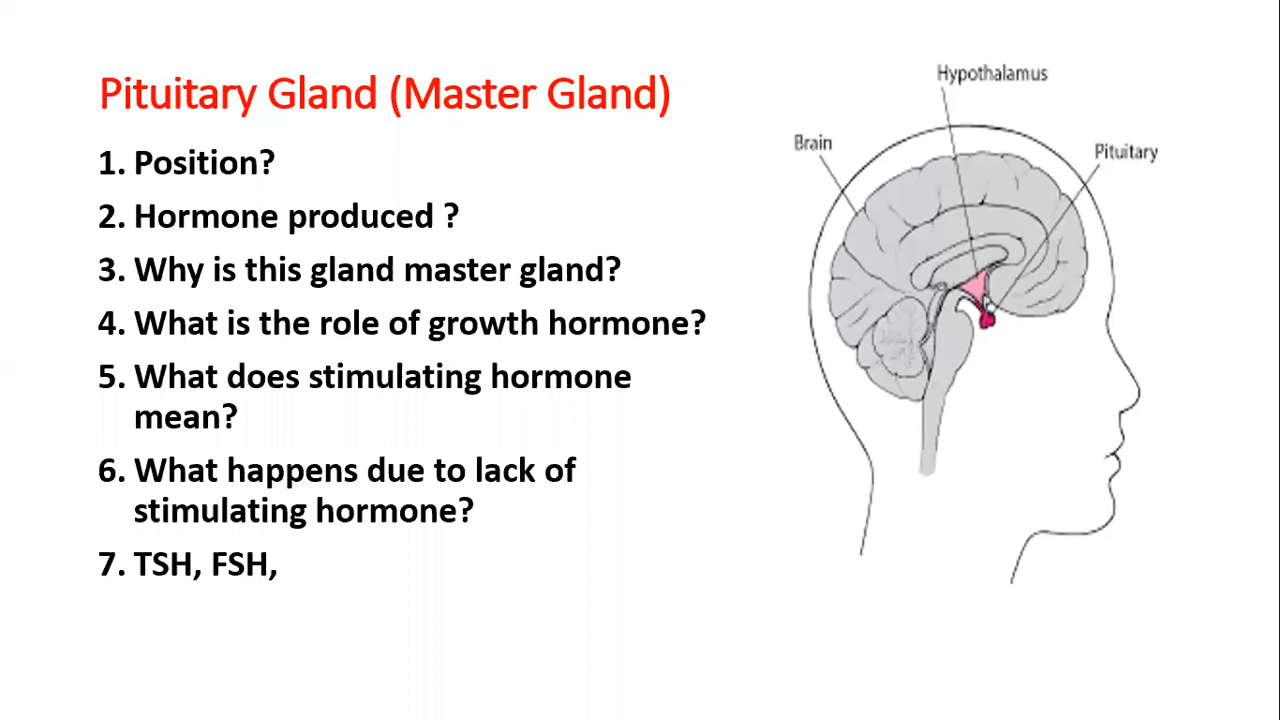 Pituitary Gland (Master Gland)
1. Position?
2. Hormone produced ?
3. Why is this gland master gland?
4. What is the role of growth hormone?
5. What does stimulating hormone
mean?
6. What happens due to lack of
stimulating hormone?
7. TSH, FSH,
Hypothalamus
Brain
Pituitary